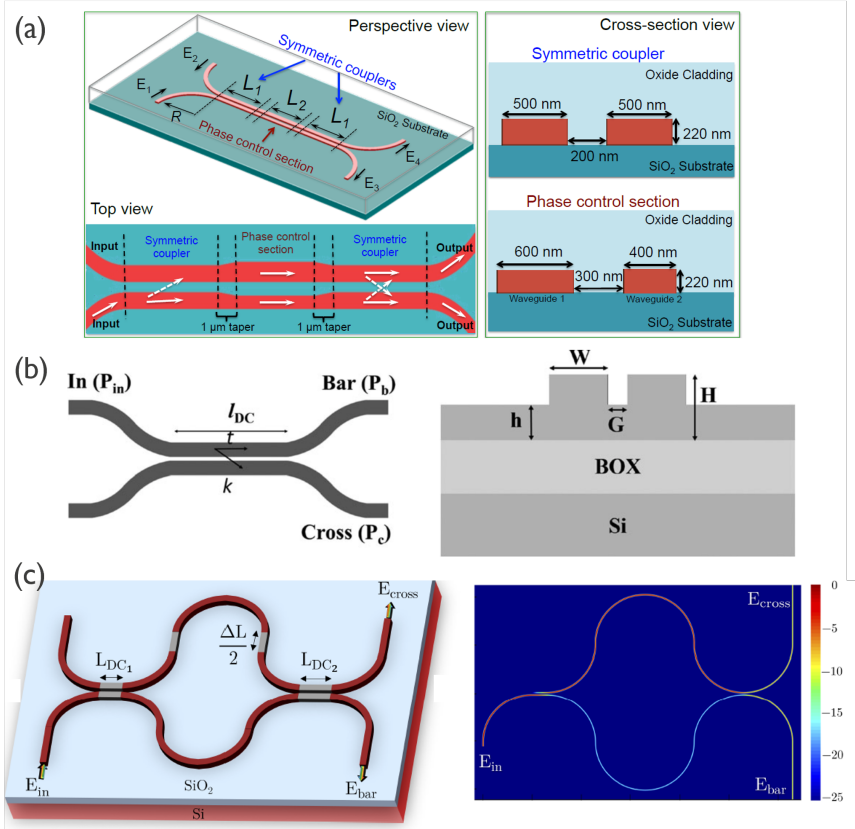 (a)
Perspective view
Symmetric couplers
E2
E1
R
L1
L2
L1
SiO2 Substrate
Phase control section
E4
E3
Top view
Input
Symmetric coupler
Phase control section
Symmetric coupler
Output
Input
1 μm taper
1 μm taper
Output
Cross-section view
Symmetric coupler
Oxide Cladding
500 nm
500 nm
220 nm
200 nm
SiO2 Substrate
Phase control section
Oxide Cladding
600 nm
400 nm
300 nm
220 nm
Waveguide 1
Waveguide 2
SiO2 Substrate
(b)
In (Pin)
Bar (Pb)
lDC
t
k
Cross (Pc)
W
H
h
G
BOX
Si
(c)
Ecross
ΔL
2
LDC1
LDC2
Ein
SiO2
Ebar
Si
Ecross
Ein
Ebar
0
−5
−10
−15
−20
−25